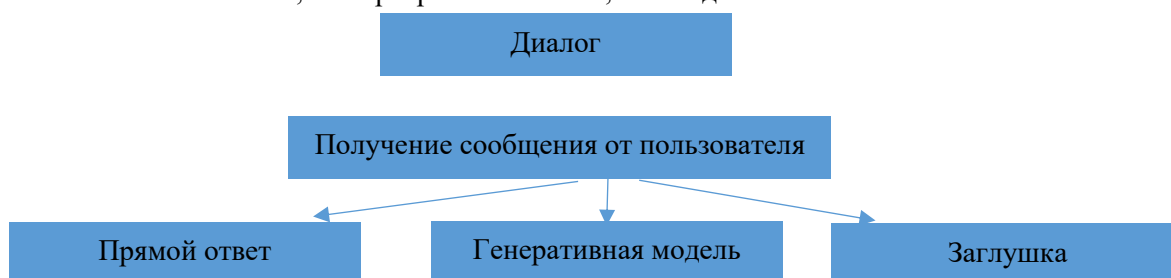 Диалог
Получение сообщения от пользователя
Прямой ответ
Генеративная модель
Заглушка